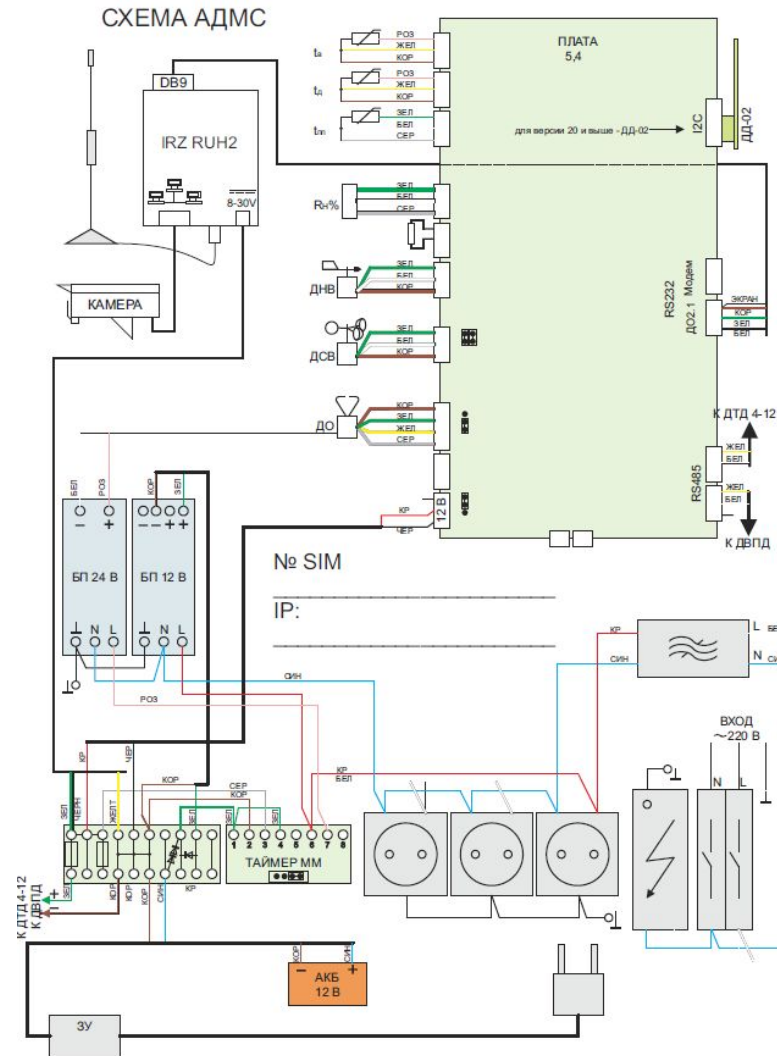 СХЕМА АДМС
DB9
IRZ RUH2
8-30V
КАМЕРА
tв
РОЗ
ЖЕЛ
КОР
tд
РОЗ
ЖЕЛ
КОР
tпп
ЗЕЛ
БЕЛ
СЕР
ПЛАТА
5,4
для версии 20 и выше - ДД-02
I2C
ДД-02
Rн%
ЗЕЛ
БЕЛ
СЕР
ДНВ
ЗЕЛ
БЕЛ
КОР
ДСВ
ЗЕЛ
БЕЛ
КОР
RS232
ДО2.1 Модем
ЭКРАН
КОР
ЗЕЛ
БЕЛ
ДО
КОР
ЗЕЛ
ЖЕЛ
СЕР
К ДТД 4-12
ЖЕЛ
БЕЛ
RS485
ЖЕЛ
БЕЛ
К ДВПД
12 В
КР
ЧЕР
БЕЛ
РОЗ
КОР
ЗЕЛ
− +
− − + +
БП 24 В
БП 12 В
N L
N L
№ SIM
IP:
СИН
РОЗ
КР
СИН
L БЕ
N СИ
ВХОД
~220 В
N L
КР
ЧЕР
КОР
СЕР
КОР
КР
БЕЛ
ЗЕЛ
ЧЕРН
ЖЕЛТ
ЗЕЛ
ЗЕЛ
ЗЕЛ
1 2 3 4 5 6 7 8
ТАЙМЕР ММ
ЗЕЛ
КОР
КОР
КОР
СИН
КР
К ДТД 4-12
К ДВПД
+
−
КОР
СИН
− +
АКБ
12 В
ЗУ